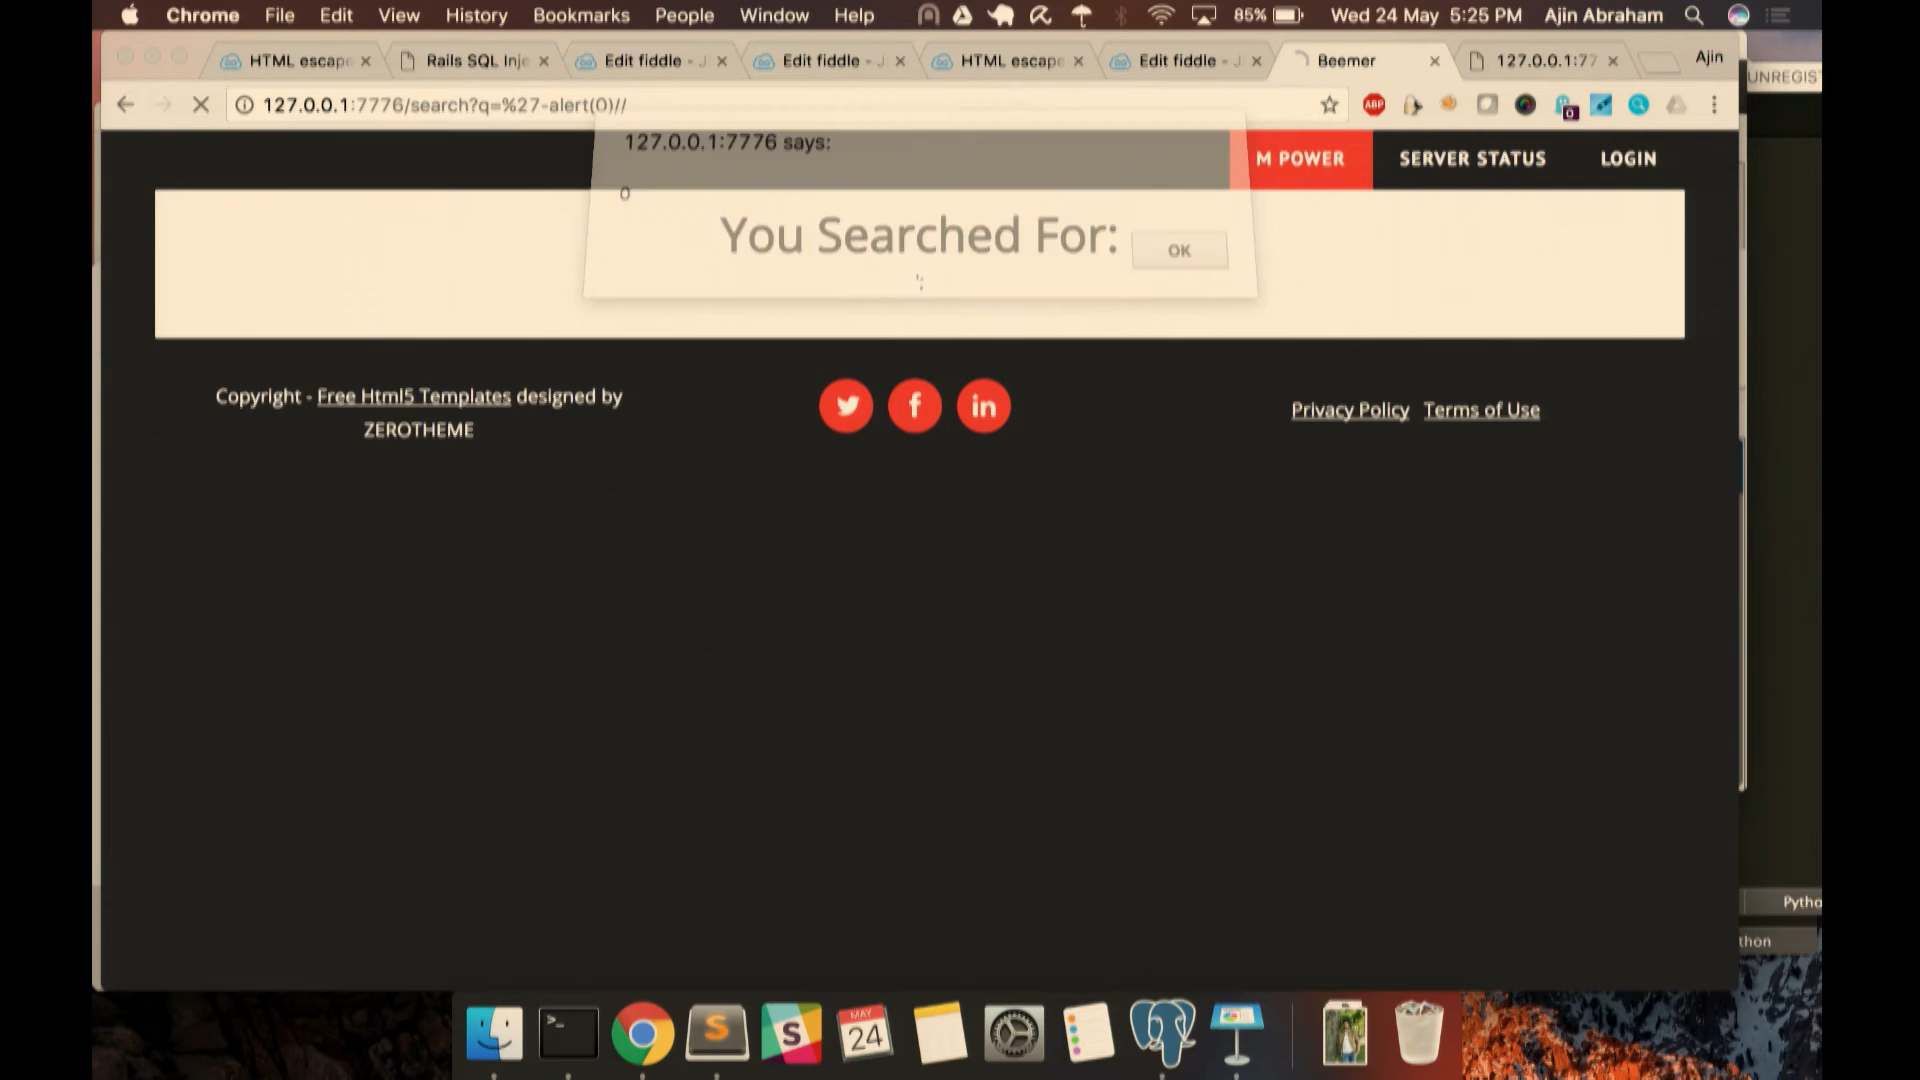 Chrome File Edit View History Bookmarks People Window Help 85% Wed 24 May 5:25 PM Ajin Abraham
HTML escape Rails SQL Inje Edit fiddle - J Edit fiddle - J HTML escape Edit fiddle - J Beemer 127.0.0.1:77 Ajin
UNREGIS
127.0.0.1:7776/search?q=%27-alert(0)// ABP
127.0.0.1:7776 says:
0
OK
M POWER SERVER STATUS LOGIN
You Searched For:
';
Copyright - Free Html5 Templates designed by
ZEROTHEME
f in
Privacy Policy Terms of Use
Pytho
thon
>_ S S MAY 24